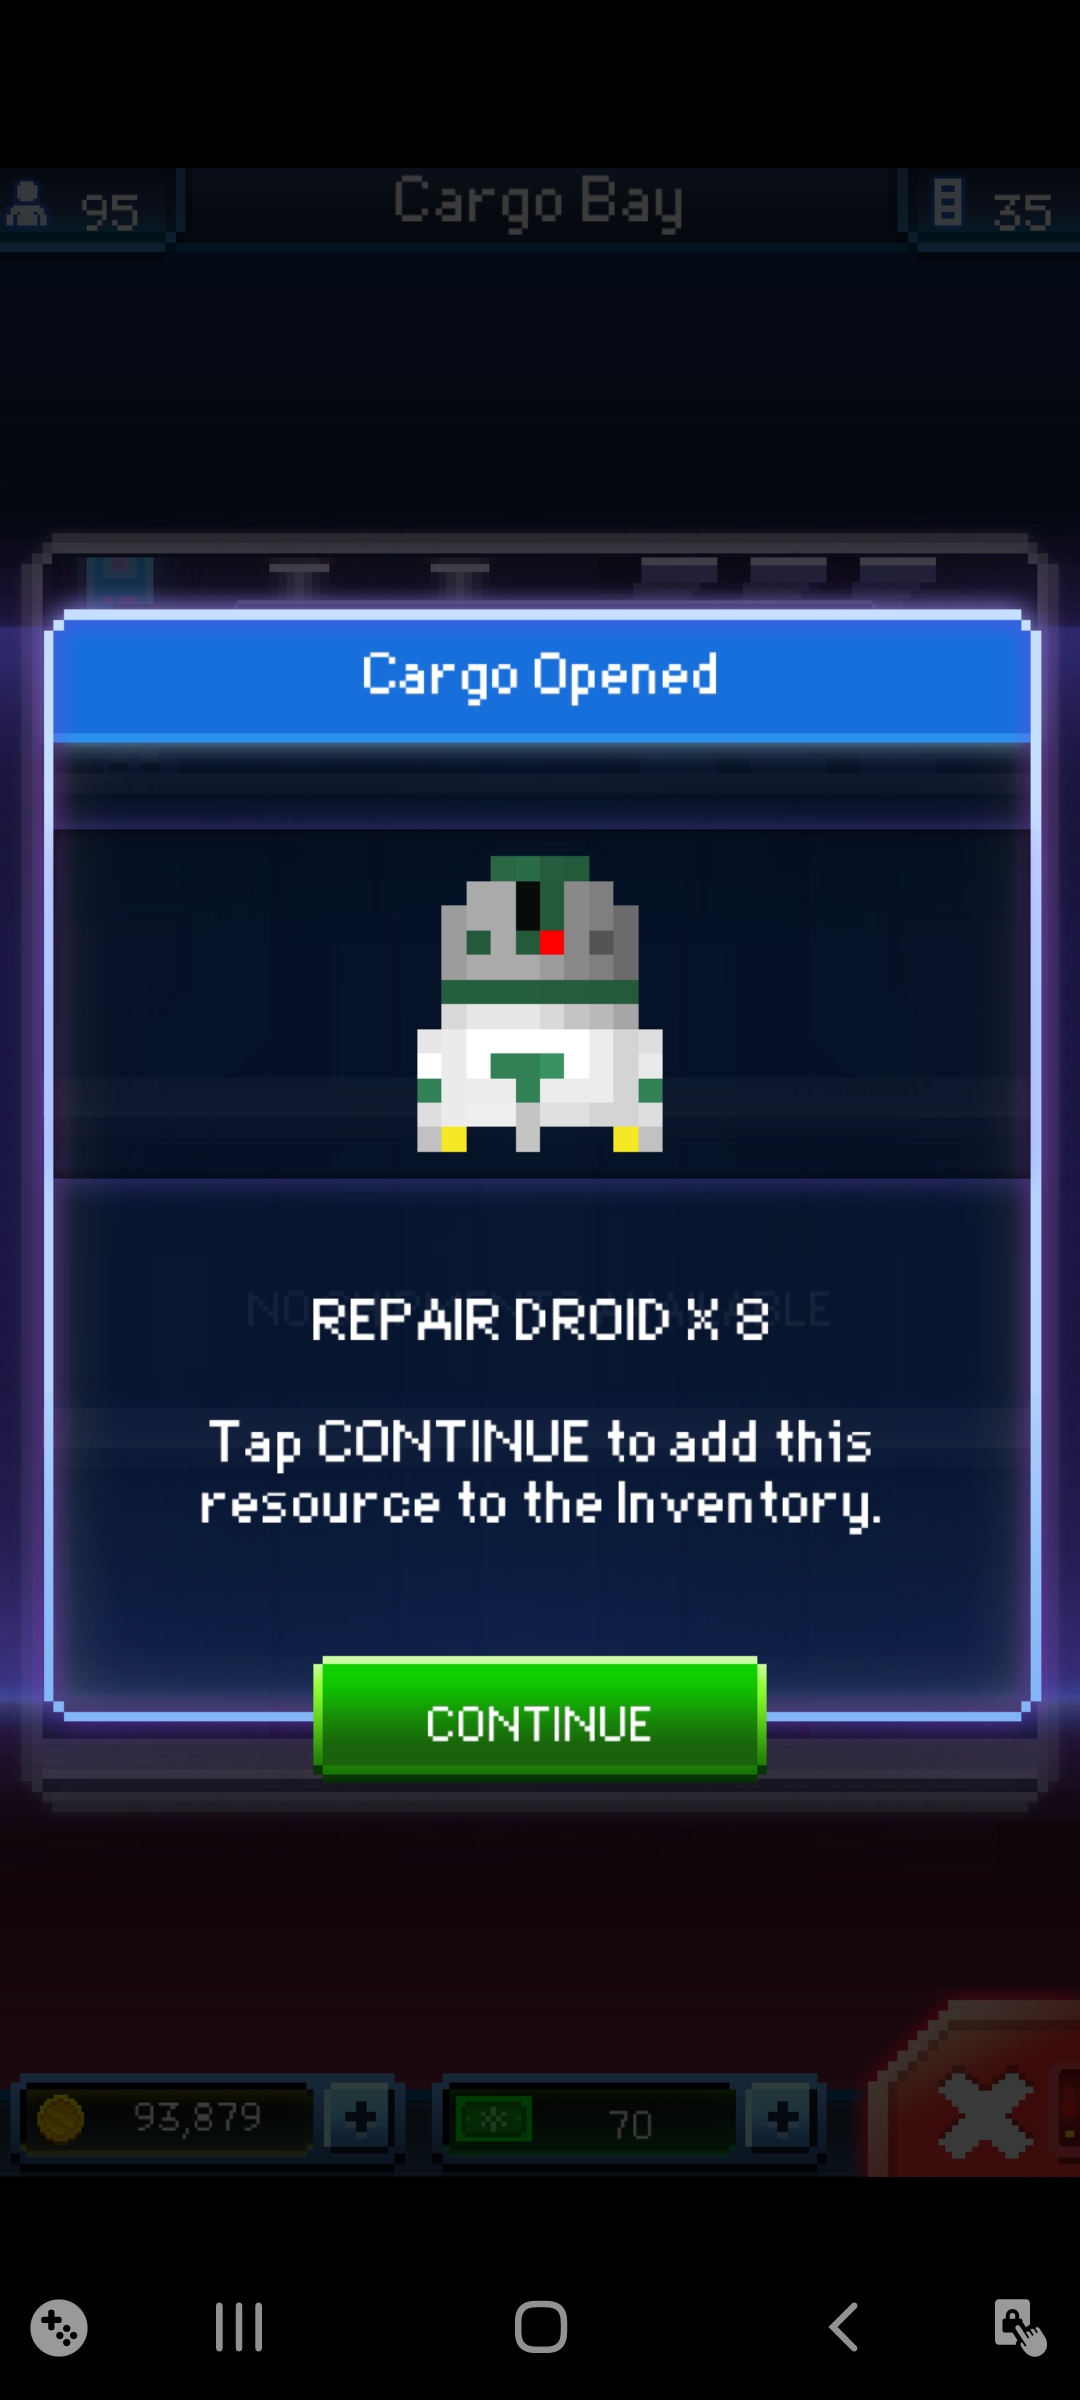 95
Cargo Bay
35
Cargo Opened
REPAIR DROID X 8
Tap CONTINUE to add this
resource to the Inventory.
CONTINUE
93,879
70